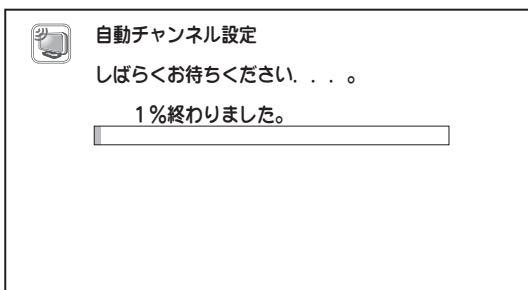 自動チャンネル設定
しばらくお待ちください. . . 。
1%終わりました。